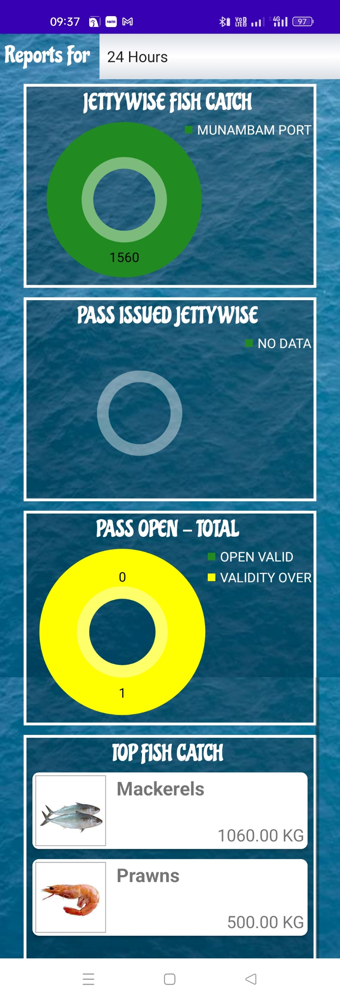 09:37 paytm VoD LTE2 4G 97
Reports For 24 Hours
JETTYWISE FISH CATCH
MUNAMBAM PORT
1560
PASS ISSUED JETTYWISE
NO DATA
PASS OPEN – TOTAL
OPEN VALID
VALIDITY OVER
0
1
TOP FISH CATCH
Mackerels
1060.00 KG
Prawns
500.00 KG